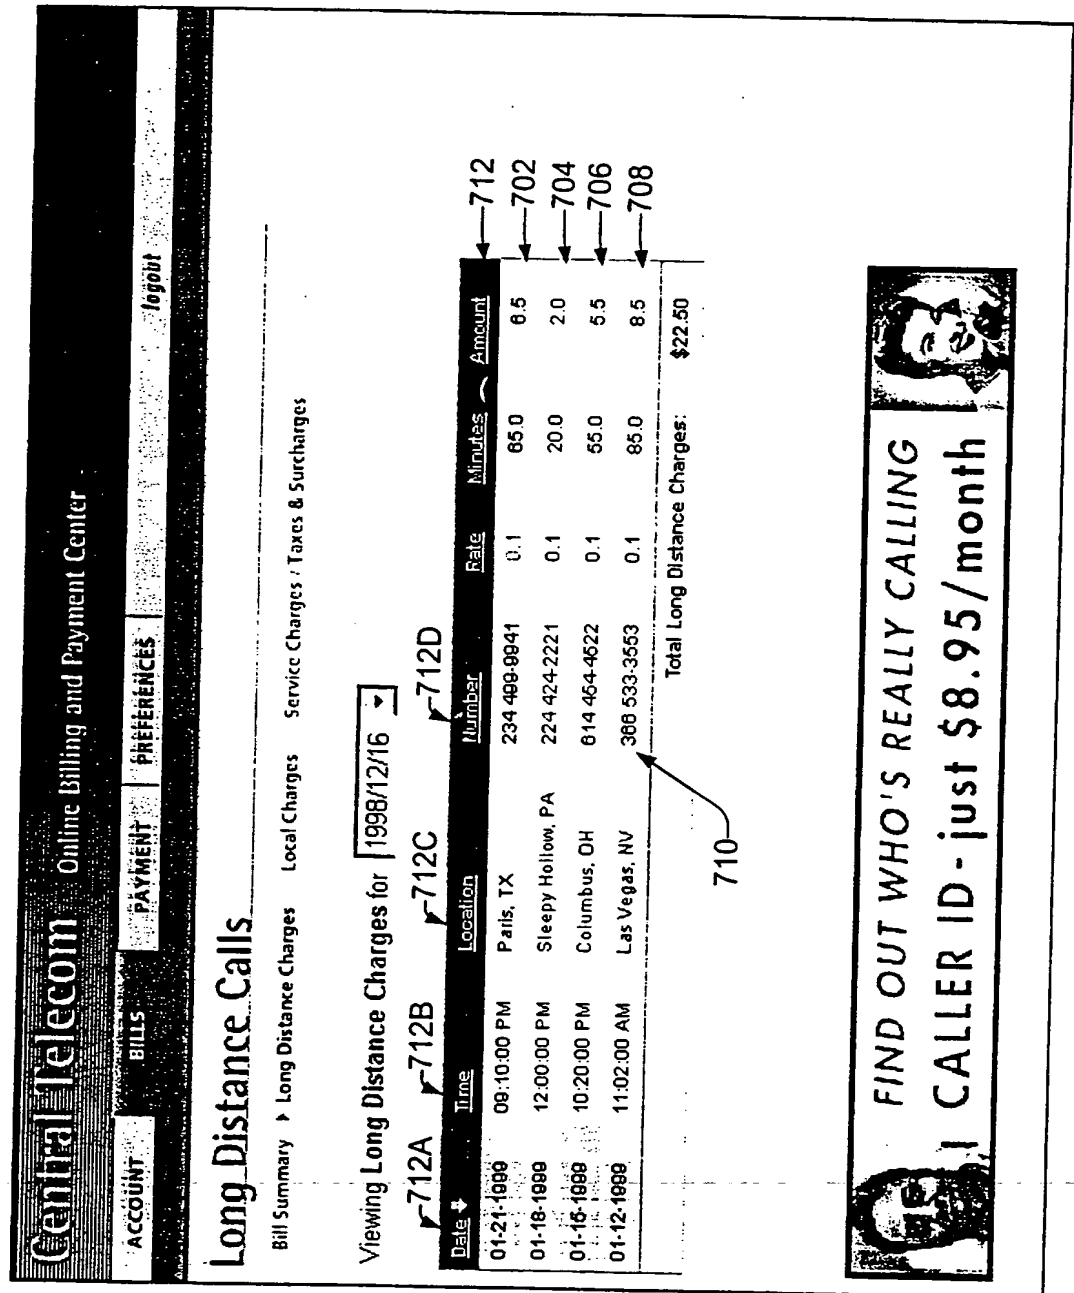 Central Telecom Online Billing and Payment Center
ACCOUNT BILLS PAYMENT PREFERENCES logout
Long Distance Calls
Bill Summary Long Distance Charges Local Charges Service Charges / Taxes & Surcharges
Viewing Long Distance Charges for 1998/12/16
712A 712B 712C 712D
Date Time Location Number Rate Minutes Amount 712
01-21-1999 09:10:00 PM Paris, TX 234 499-9941 0.1 65.0 6.5 702
01-18-1999 12:00:00 PM Sleepy Hollow, PA 224 424-2221 0.1 20.0 2.0 704
01-15-1999 10:20:00 PM Columbus, OH 614 464-4622 0.1 55.0 5.5 706
01-12-1999 11:02:00 AM Las Vegas, NV 366 533-3553 0.1 85.0 8.5 708
Total Long Distance Charges: $22.50
710
FIND OUT WHO'S REALLY CALLING
CALLER ID - just $8.95/month